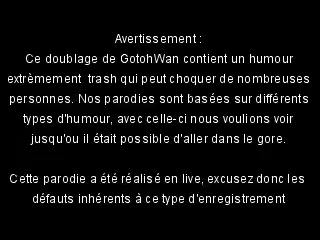 Avertissement :
Ce doublage de GotohWan contient un humour
extrèmement trash qui peut choquer de nombreuses
personnes. Nos parodies sont basées sur différents
types d'humour, avec celle-ci nous voulions voir
jusqu'ou il était possible d'aller dans le gore.
Cette parodie a été réalisé en live, excusez donc les
défauts inhérents à ce type d'enregistrement